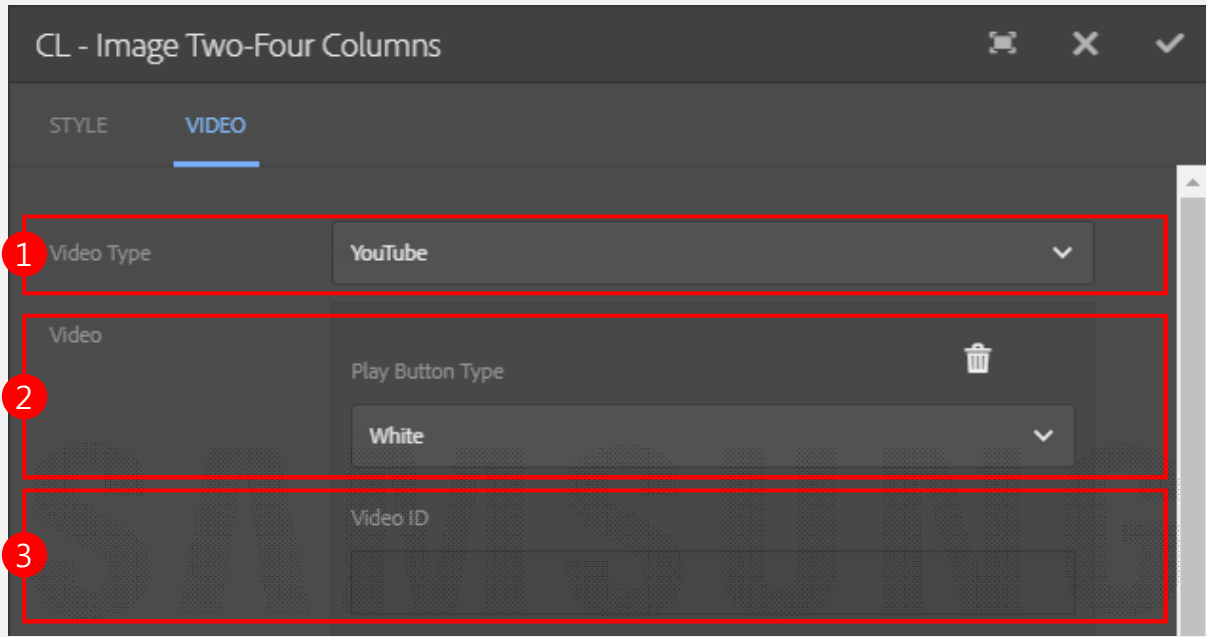 CL - Image Two-Four Columns
STYLE VIDEO
1 Video Type YouTube
Video
Play Button Type
2
White
SAMSUNG
Video ID
3